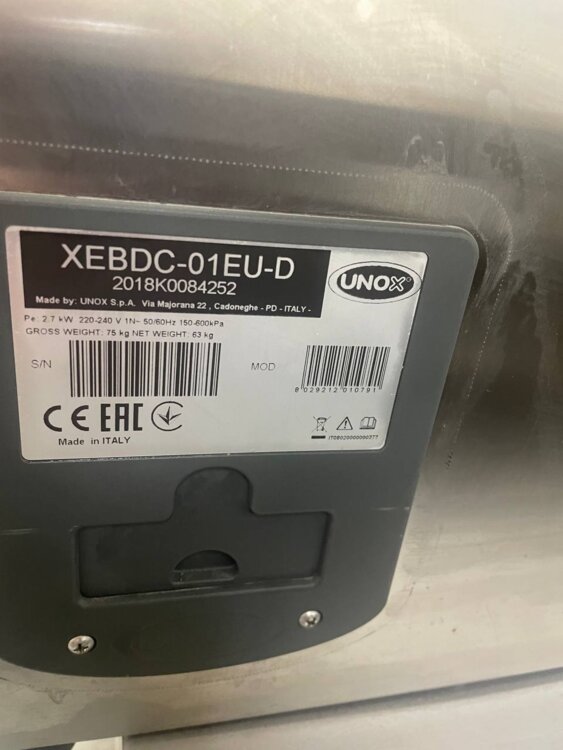 XEBDC-01EU-D
2018K0084252
UNOX
Made by: UNOX S.p.A. Via Majorana 22 , Cadoneghe - PD - ITALY -
Pe: 2.7 kW 220-240 V 1N~ 50/60Hz 150-600kPa
GROSS WEIGHT: 75 kg NET WEIGHT: 63 kg
S/N
MOD
8 029212 010791
CE EAC
Made in ITALY